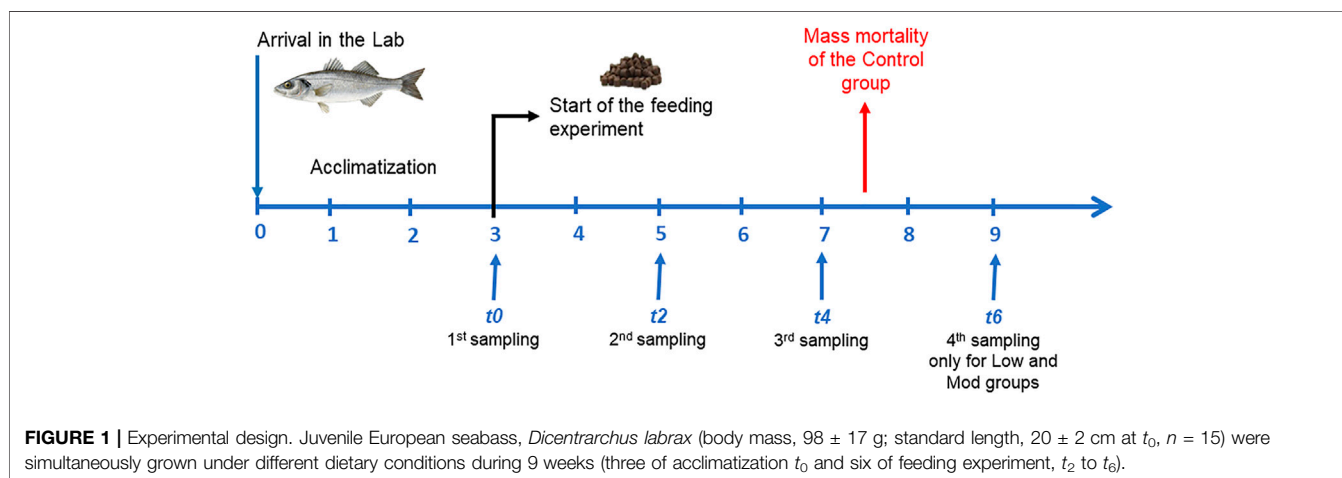 Arrival in the Lab
Mass mortality
of the Control
group
Start of the feeding
experiment
Acclimatization
0 1 2 3 4 5 6 7 8 9
t0 t2 t4 t6
1st sampling 2nd sampling 3rd sampling 4th sampling
only for Low and
Mod groups
FIGURE 1 | Experimental design. Juvenile European seabass, Dicentrarchus labrax (body mass, 98 ± 17 g; standard length, 20 ± 2 cm at t0, n = 15) were
simultaneously grown under different dietary conditions during 9 weeks (three of acclimatization t0 and six of feeding experiment, t2 to t6).